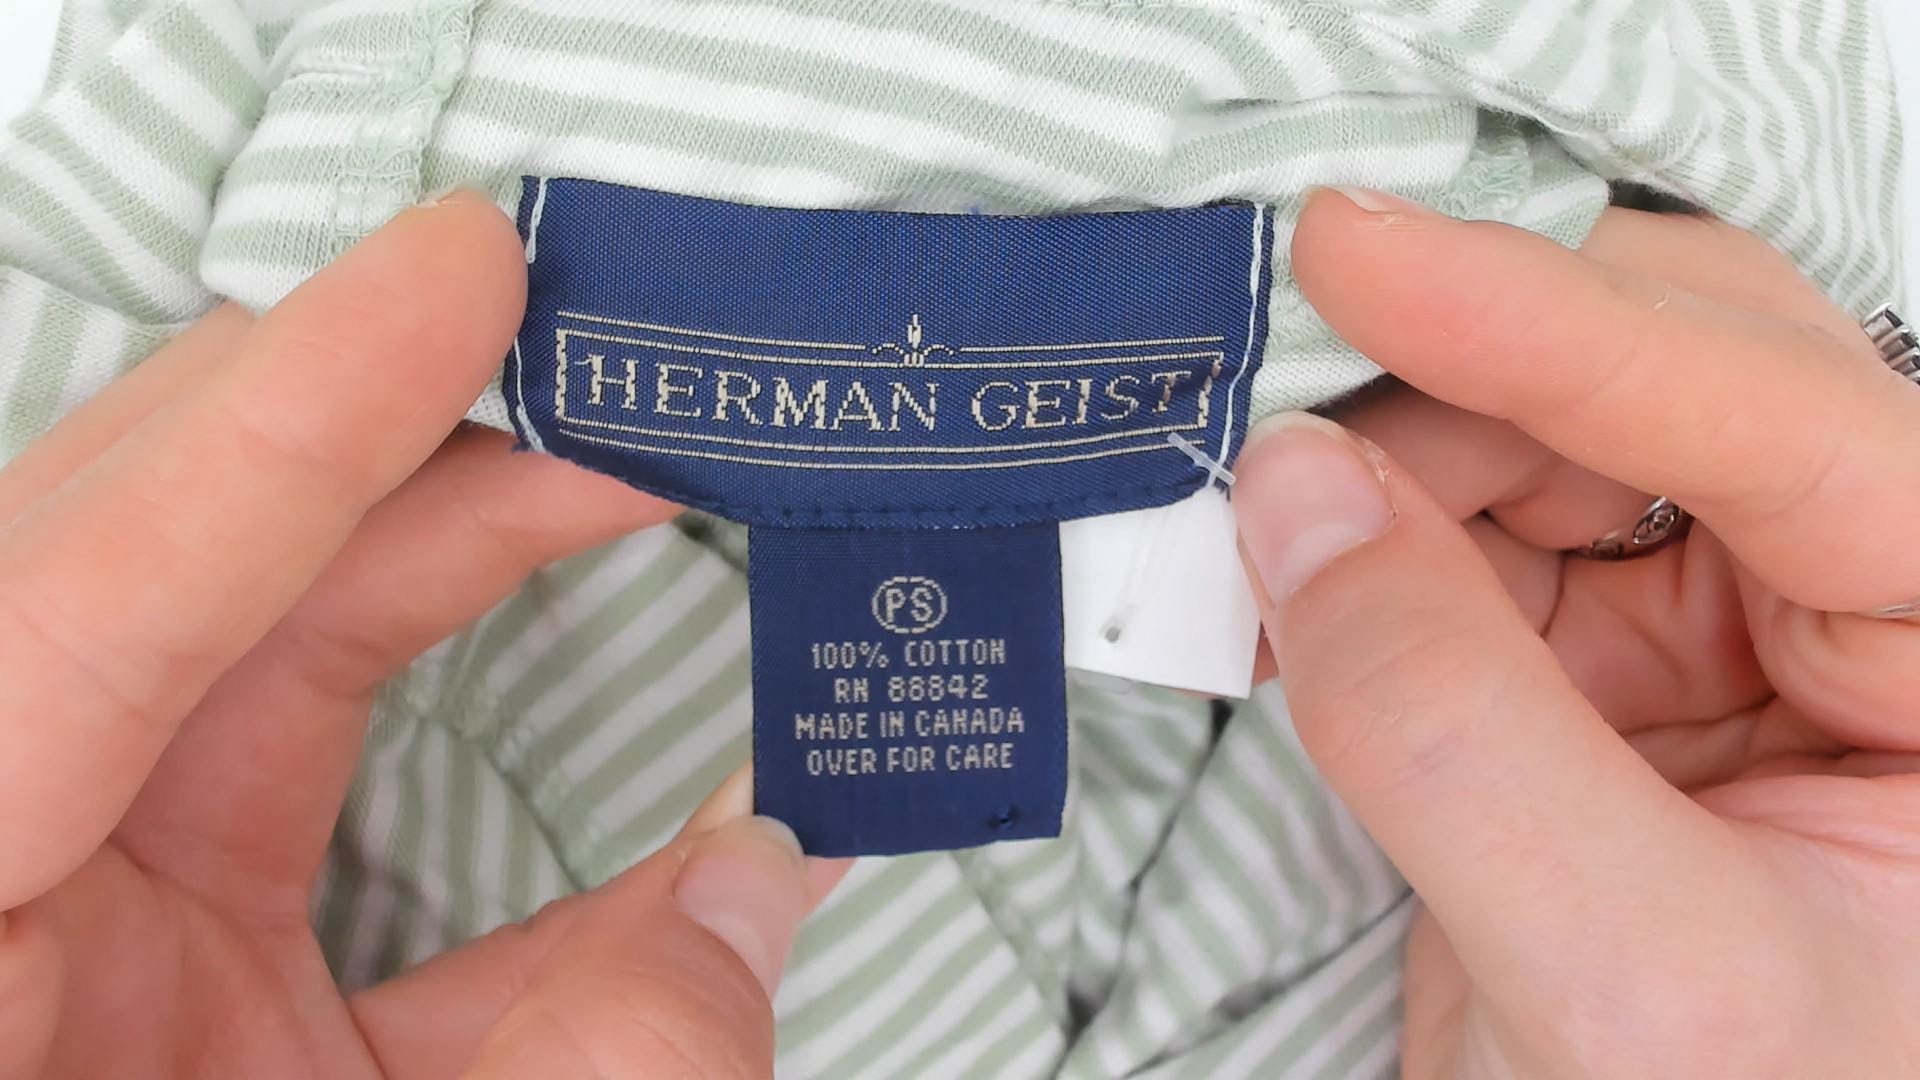 HERMAN GEIST
PS
100% COTTON
RN 88842
MADE IN CANADA
OVER FOR CARE